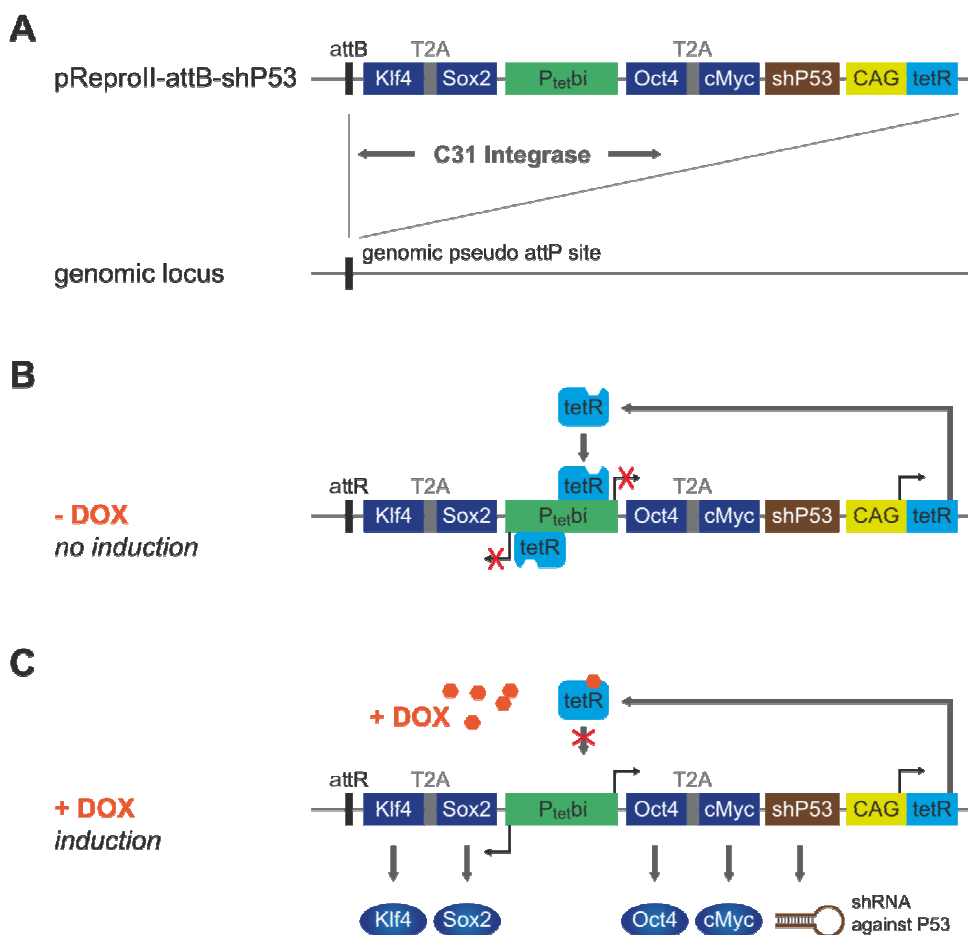 A
attB
T2A
T2A
pReproII-attB-shP53
Klf4
Sox2
Ptetbi
Oct4
cMyc
shP53
CAG
tetR
C31 Integrase
genomic pseudo attP site
genomic locus
B
tetR
attR
T2A
tetR
T2A
- DOX
no induction
Klf4
Sox2
Ptetbi
Oct4
cMyc
shP53
CAG
tetR
tetR
C
+ DOX
tetR
attR
T2A
T2A
+ DOX
induction
Klf4
Sox2
Ptetbi
Oct4
cMyc
shP53
CAG
tetR
Klf4
Sox2
Oct4
cMyc
shRNA
against P53